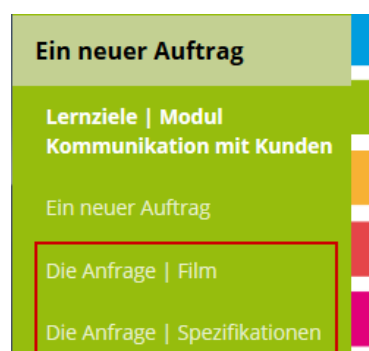 Ein neuer Auftrag
Lernziele | Modul
Kommunikation mit Kunden
Ein neuer Auftrag
Die Anfrage | Film
Die Anfrage | Spezifikationen